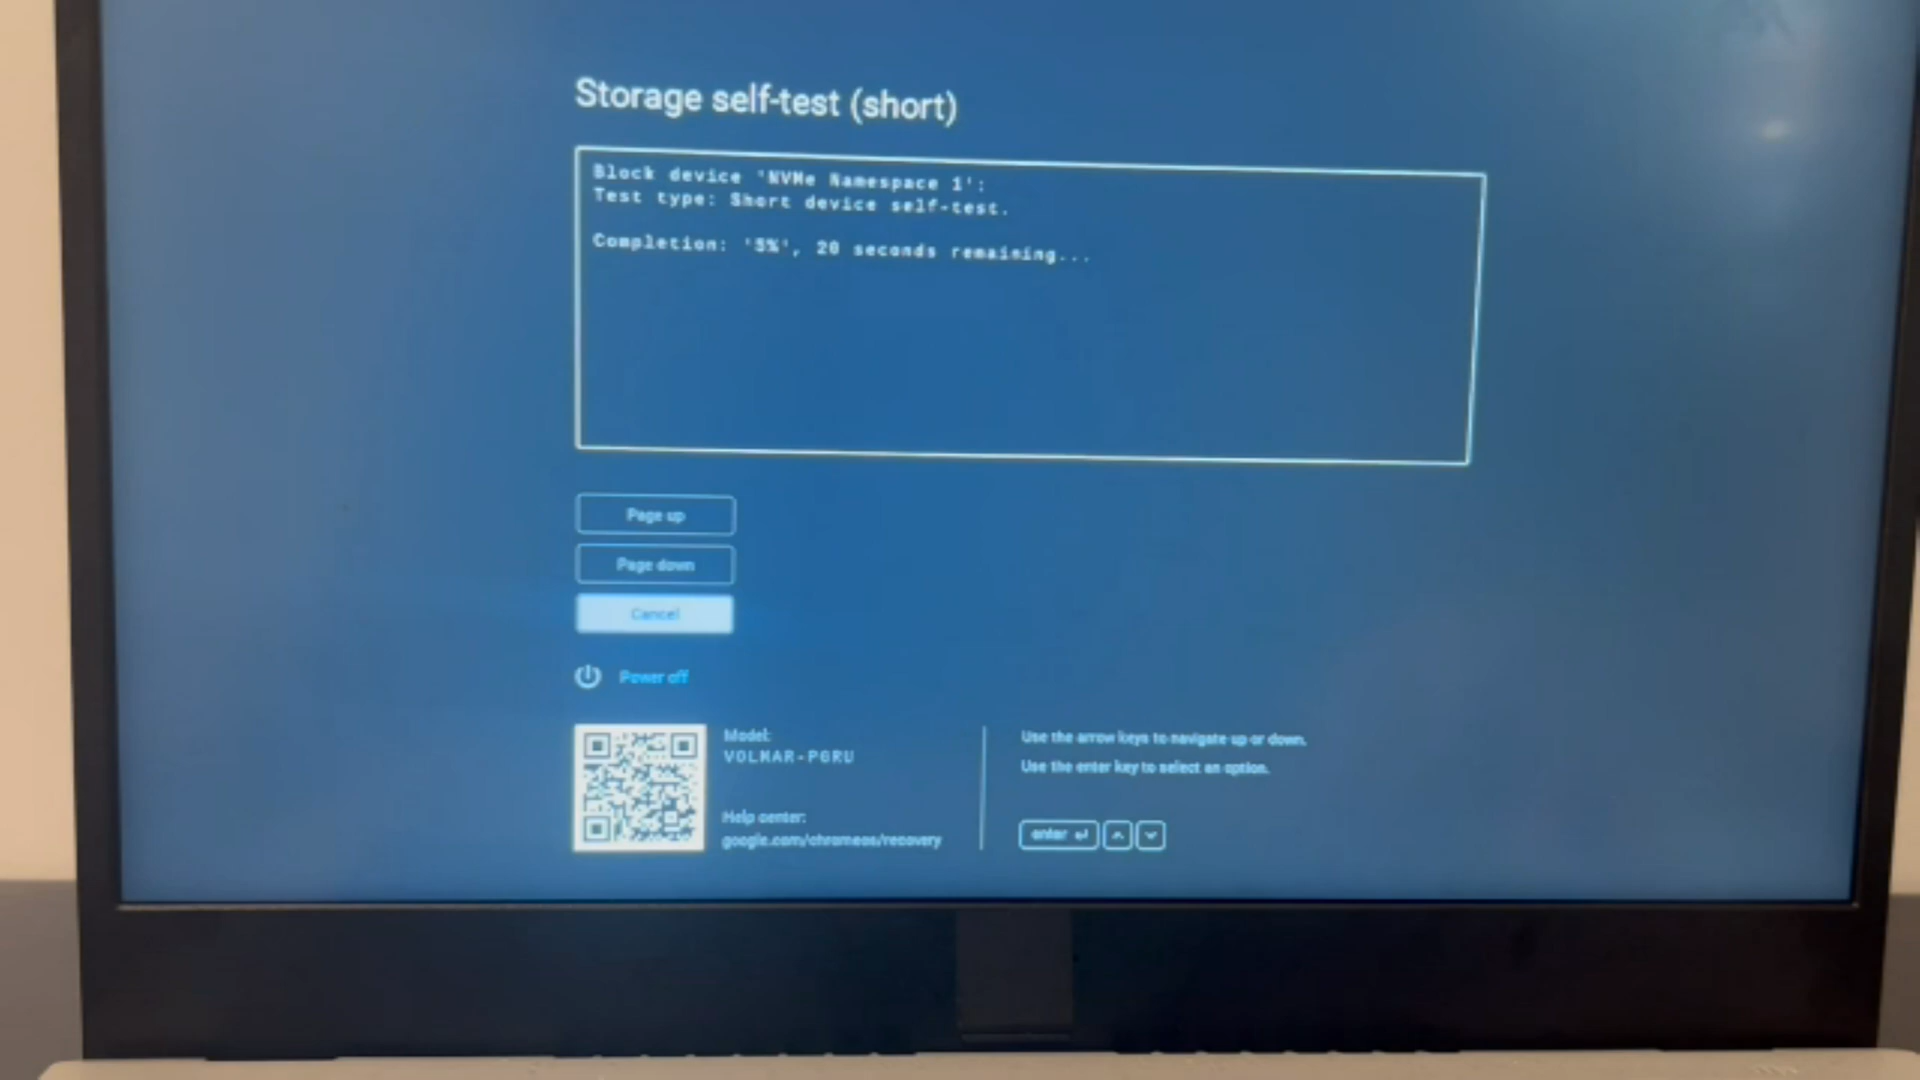 Storage self-test (short)
Block device 'NVMe Namespace 1':
Test type: Short device self-test.
Completion: '5%', 20 seconds remaining...
Page up
Page down
Cancel
Power off
Model:
VOLMAR-PGRU
Help center:
google.com/chromeos/recovery
Use the arrow keys to navigate up or down.
Use the enter key to select an option.
enter